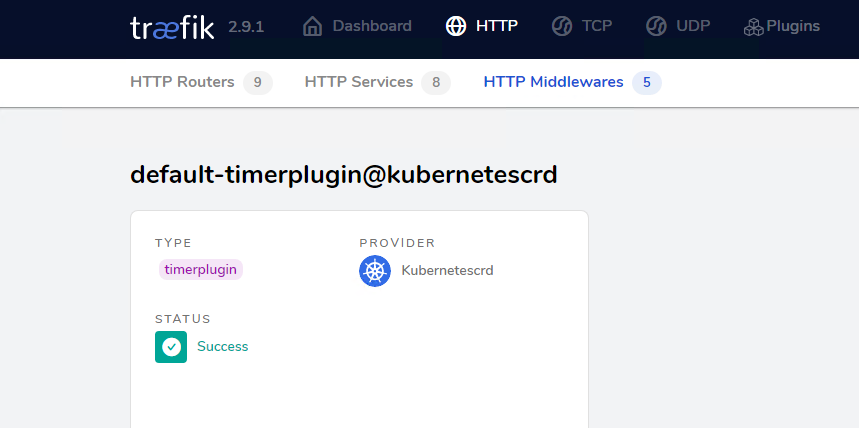 træfik 2.9.1 Dashboard HTTP TCP UDP Plugins
HTTP Routers 9 HTTP Services 8 HTTP Middlewares 5
default-timerplugin@kubernetescrd
TYPE PROVIDER
timerplugin Kubernetescrd
STATUS
Success